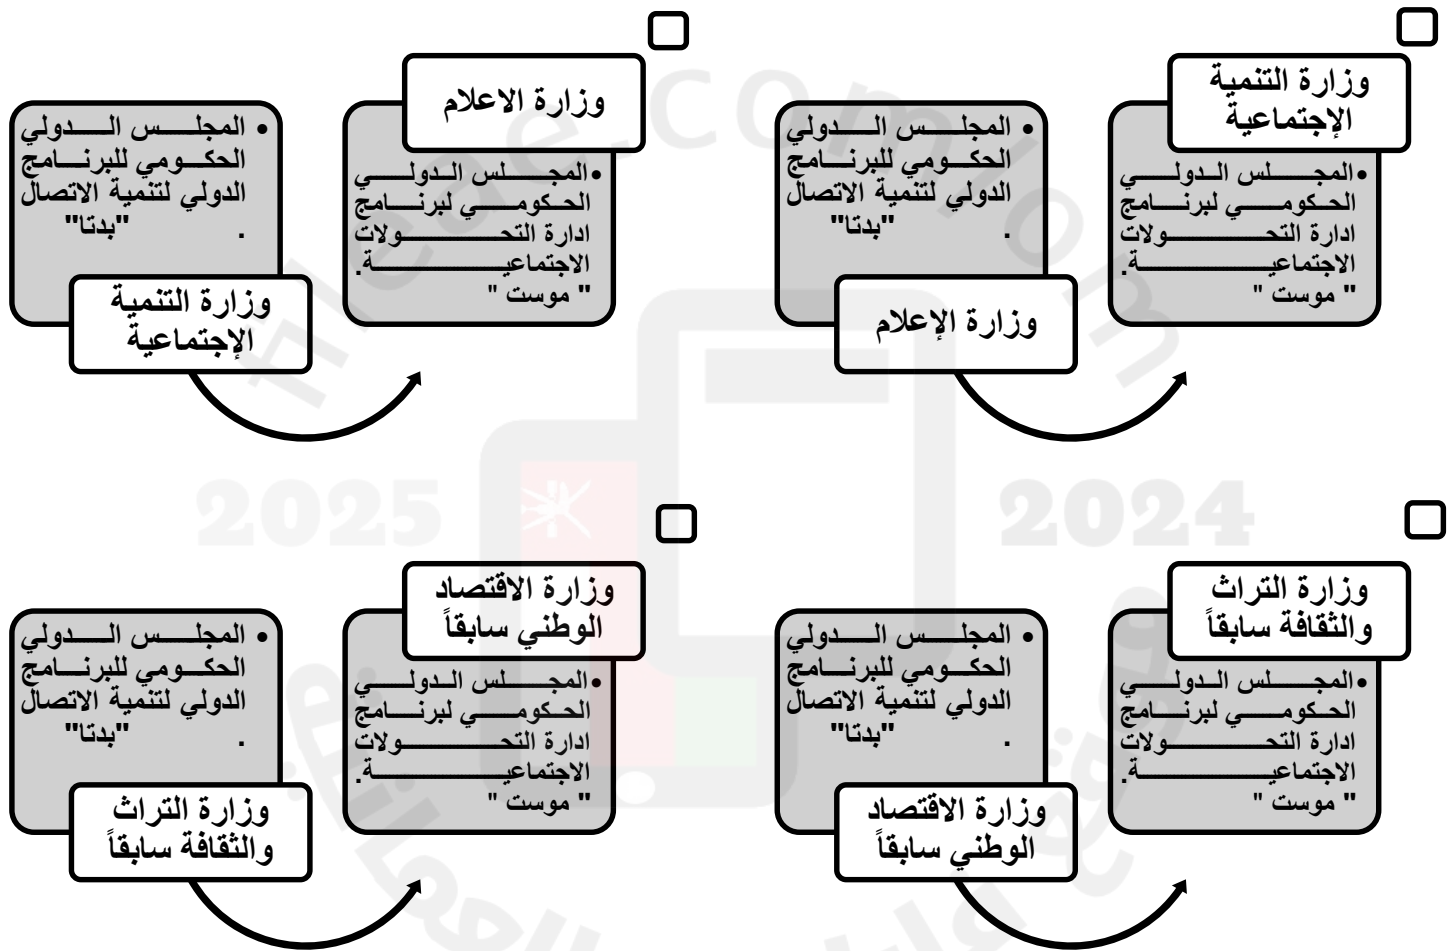 وزارة التنمية
الإجتماعية
• المجلس الدولي
الحكومي لبرنامج
ادارة التحولات
الاجتماعية.
" موست "
• المجلس الدولي
الحكومي للبرنامج
الدولي لتنمية الاتصال
. "بدتا"
وزارة الإعلام
وزارة الاعلام
• المجلس الدولي
الحكومي لبرنامج
ادارة التحولات
الاجتماعية.
" موست "
• المجلس الدولي
الحكومي للبرنامج
الدولي لتنمية الاتصال
. "بدتا"
وزارة التنمية
الإجتماعية
2025 2024
وزارة التراث
والثقافة سابقاً
• المجلس الدولي
الحكومي لبرنامج
ادارة التحولات
الاجتماعية.
" موست "
• المجلس الدولي
الحكومي للبرنامج
الدولي لتنمية الاتصال
. "بدتا"
وزارة الاقتصاد
الوطني سابقاً
وزارة الاقتصاد
الوطني سابقاً
• المجلس الدولي
الحكومي لبرنامج
ادارة التحولات
الاجتماعية.
" موست "
• المجلس الدولي
الحكومي للبرنامج
الدولي لتنمية الاتصال
. "بدتا"
وزارة التراث
والثقافة سابقاً